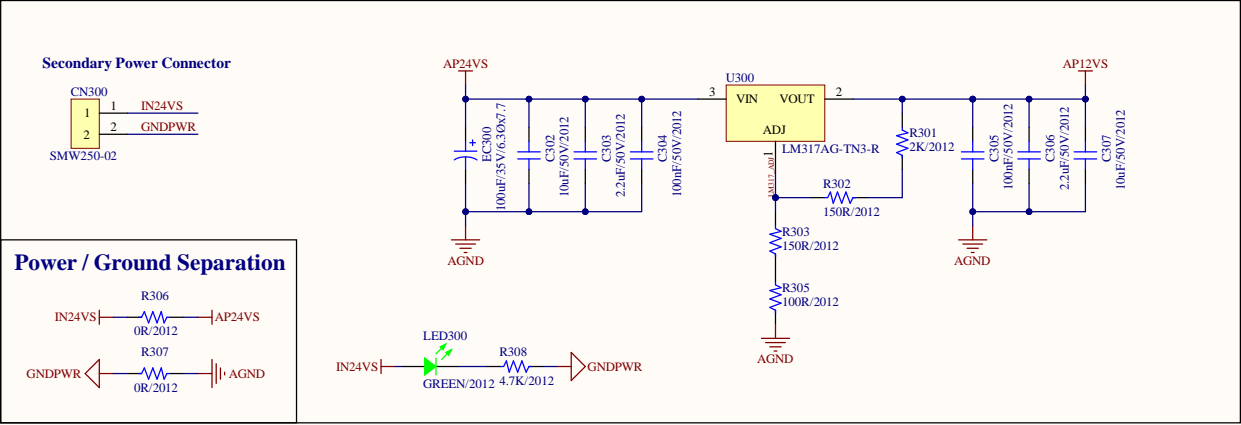 Secondary Power Connector
CN300
1 1 IN24VS
2 2 GNDPWR
SMW250-02
AP24VS
EC300
100uF/35V/6.3Øx7.7
C302
10uF/50V/2012
C303
2.2uF/50V/2012
C304
100nF/50V/2012
AGND
U300
3 VIN VOUT 2
ADJ
1
LM317_ADJ
LM317AG-TN3-R
R301
2K/2012
R302
150R/2012
R303
150R/2012
R305
100R/2012
AGND
AP12VS
C305
100nF/50V/2012
C306
2.2uF/50V/2012
C307
10uF/50V/2012
AGND
Power / Ground Separation
R306
IN24VS AP24VS
0R/2012
R307
GNDPWR AGND
0R/2012
LED300
IN24VS R308 GNDPWR
GREEN/2012 4.7K/2012